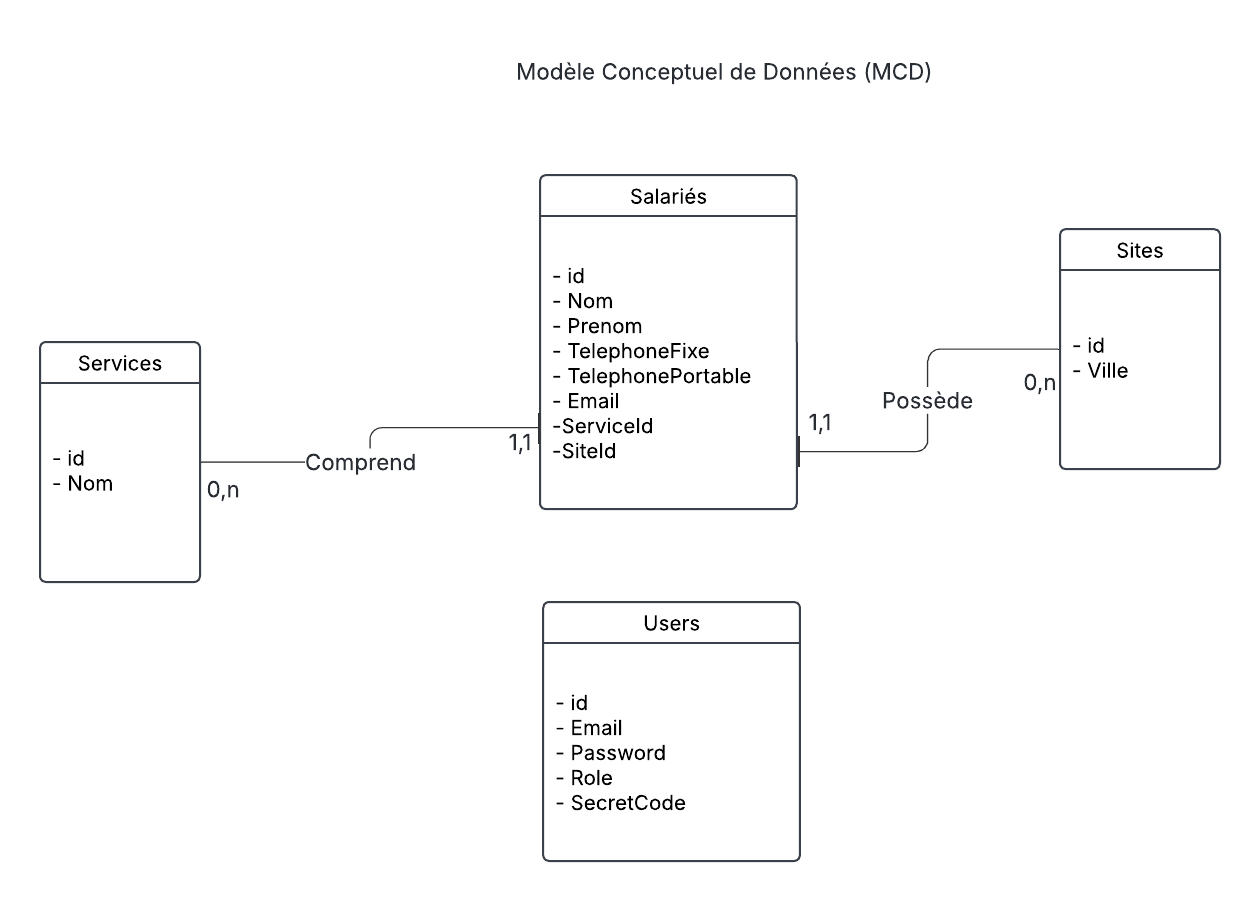 Modèle Conceptuel de Données (MCD)
Salariés
- id
- Nom
- Prenom
- TelephoneFixe
- TelephonePortable
- Email
-ServiceId
-SiteId
Sites
- id
- Ville
Services
- id
- Nom
Comprend
0,n
1,1
Possède
1,1
0,n
Users
- id
- Email
- Password
- Role
- SecretCode